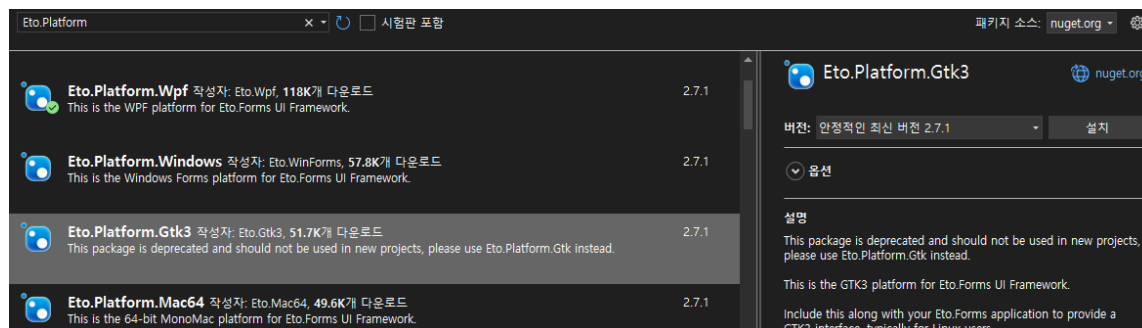 Eto.Platform
시험판 포함
패키지 소스: nuget.org
Eto.Platform.Wpf 작성자: Eto.Wpf, 118K개 다운로드
2.7.1
This is the WPF platform for Eto.Forms UI Framework.
Eto.Platform.Windows 작성자: Eto.WinForms, 57.8K개 다운로드
2.7.1
This is the Windows Forms platform for Eto.Forms UI Framework.
Eto.Platform.Gtk3 작성자: Eto.Gtk3, 51.7K개 다운로드
2.7.1
This package is deprecated and should not be used in new projects, please use Eto.Platform.Gtk instead.
Eto.Platform.Mac64 작성자: Eto.Mac64, 49.6K개 다운로드
2.7.1
This is the 64-bit MonoMac platform for Eto.Forms UI Framework.
Eto.Platform.Gtk3
nuget.org
버전: 안정적인 최신 버전 2.7.1
설치
옵션
설명
This package is deprecated and should not be used in new projects,
please use Eto.Platform.Gtk instead.
This is the GTK3 platform for Eto.Forms UI Framework.
Include this along with your Eto.Forms application to provide a
GTK3 interface, typically for Linux users.